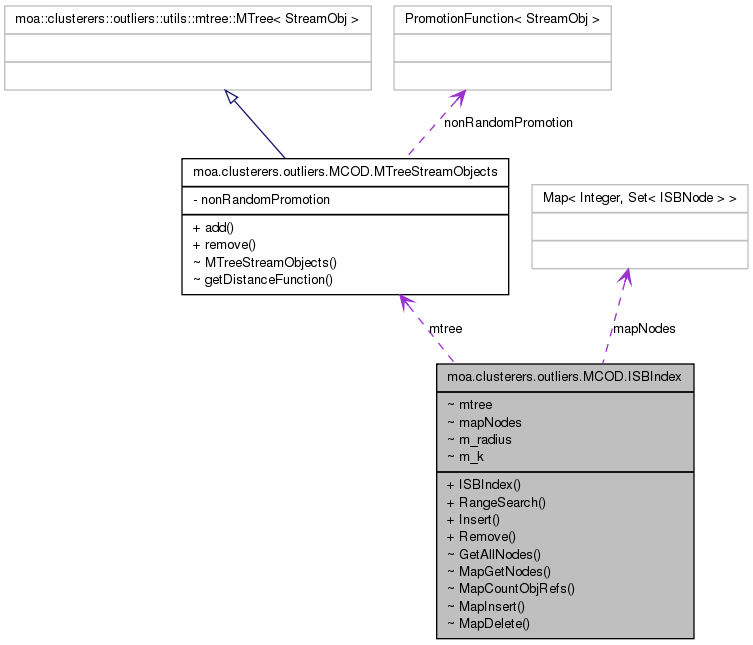 moa::clusterers::outliers::utils::mtree::MTree< StreamObj >
PromotionFunction< StreamObj >
nonRandomPromotion
moa.clusterers.outliers.MCOD.MTreeStreamObjects
- nonRandomPromotion
+ add()
+ remove()
~ MTreeStreamObjects()
~ getDistanceFunction()
Map< Integer, Set< ISBNode > >
mtree
mapNodes
moa.clusterers.outliers.MCOD.ISBIndex
~ mtree
~ mapNodes
~ m_radius
~ m_k
+ ISBIndex()
+ RangeSearch()
+ Insert()
+ Remove()
~ GetAllNodes()
~ MapGetNodes()
~ MapCountObjRefs()
~ MapInsert()
~ MapDelete()